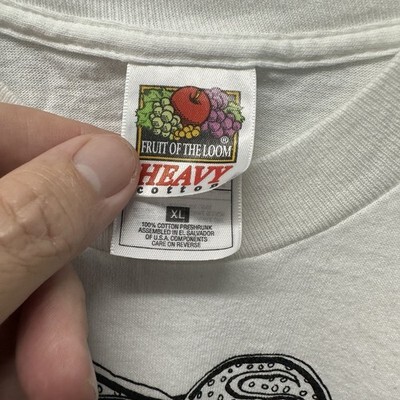 FRUIT OF THE LOOM
®
HEAVY
cotton
XL
100% COTTON PRESHRUNK
ASSEMBLED IN EL SALVADOR
OF U.S.A. COMPONENTS
CARE ON REVERSE